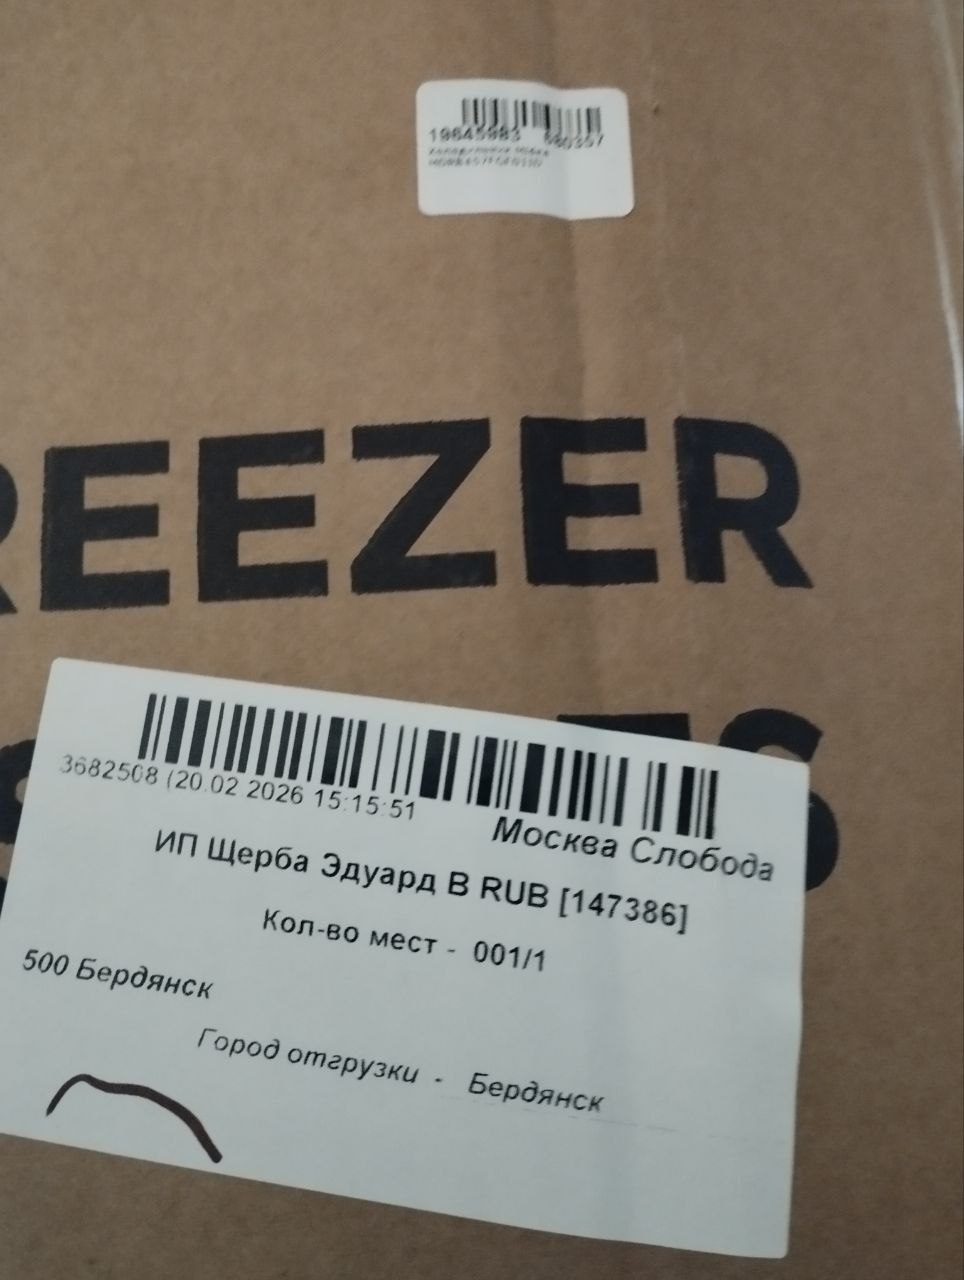 19645983 680357
REEZER
3682508 (20.02 2026 15:15:51
Москва Слобода
ИП Щерба Эдуард В RUB [147386]
Кол-во мест - 001/1
500 Бердянск
Город отгрузки - Бердянск